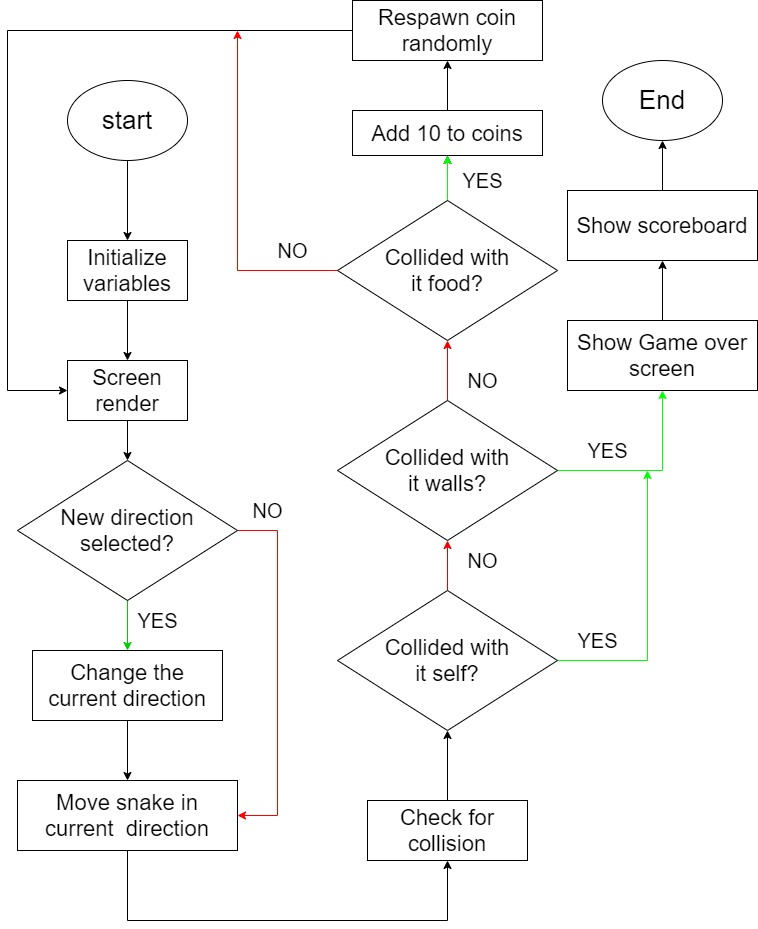 start
Initialize
variables
Screen
render
New direction
selected?
NO
YES
Change the
current direction
Move snake in
current  direction
Check for
collision
Collided with
it self?
YES
NO
Collided with
it walls?
YES
NO
Collided with
it food?
NO
YES
Add 10 to coins
Respawn coin
randomly
Show Game over
screen
Show scoreboard
End